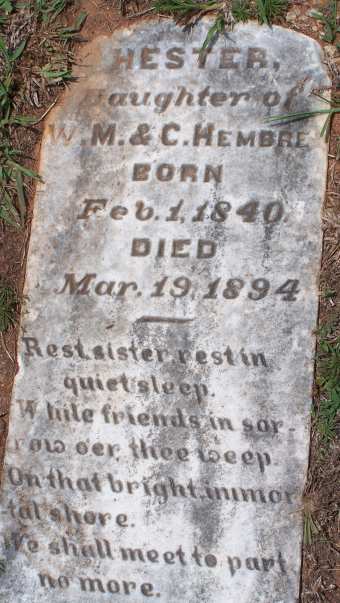 HESTER,
Daughter of
W.M. & C. HEMBRE
BORN
Feb. 1, 1840.
DIED
Mar. 19, 1894
Rest, sister, rest in
quiet sleep.
While friends in sor-
row oer, thee weep.
On that bright, immor
tal shore.
We shall meet to part
no more.